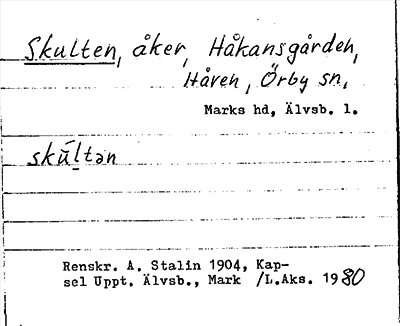 Skulten, åker, Håkansgården,
Håven, Örby sn,
Marks hd, Älvsb. l.
skúltən
Renskr. A. Stalin 1904, Kap-
sel Uppt. Älvsb., Mark /L.Aks. 1980